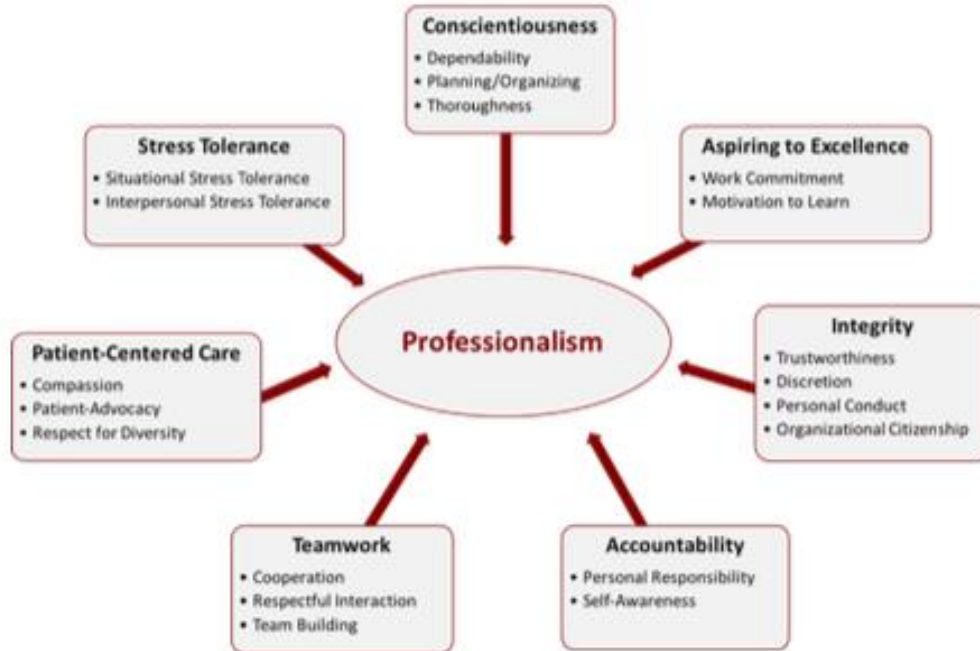 Conscientiousness
• Dependability
• Planning/Organizing
• Thoroughness
Stress Tolerance
• Situational Stress Tolerance
• Interpersonal Stress Tolerance
Aspiring to Excellence
• Work Commitment
• Motivation to Learn
Professionalism
Patient-Centered Care
• Compassion
• Patient-Advocacy
• Respect for Diversity
Integrity
• Trustworthiness
• Discretion
• Personal Conduct
• Organizational Citizenship
Teamwork
• Cooperation
• Respectful Interaction
• Team Building
Accountability
• Personal Responsibility
• Self-Awareness